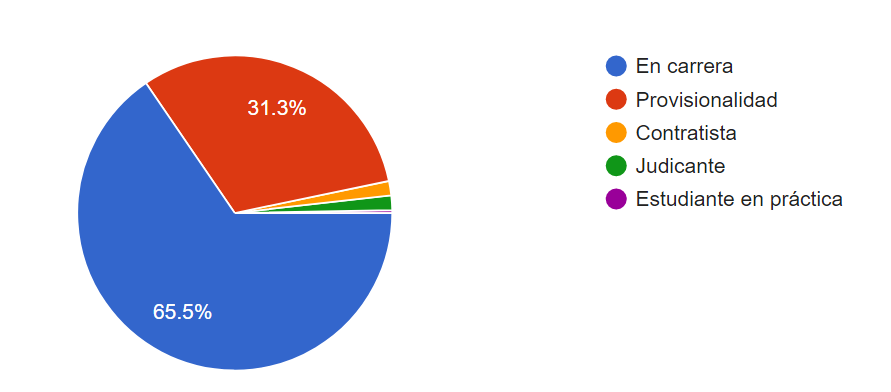 31.3%
65.5%
En carrera
Provisionalidad
Contratista
Judicante
Estudiante en práctica